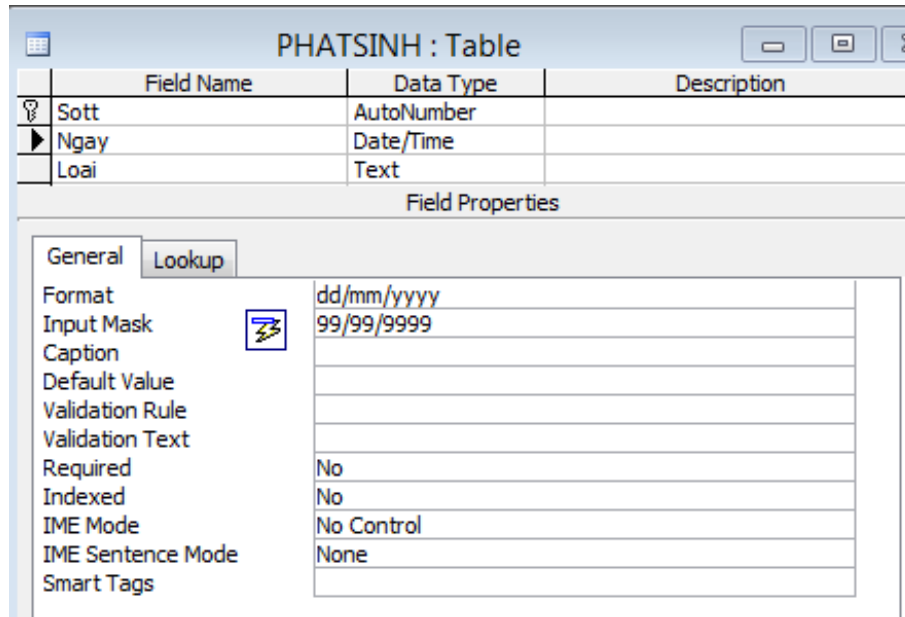 PHATSINH : Table
Field Name Data Type Description
Sott AutoNumber
Ngay Date/Time
Loai Text
Field Properties
General Lookup
Format dd/mm/yyyy
Input Mask 99/99/9999
Caption
Default Value
Validation Rule
Validation Text
Required No
Indexed No
IME Mode No Control
IME Sentence Mode None
Smart Tags